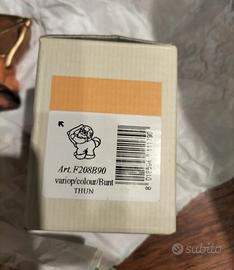 Art. F208B90
variop/colour/Bunt
THUN
subito